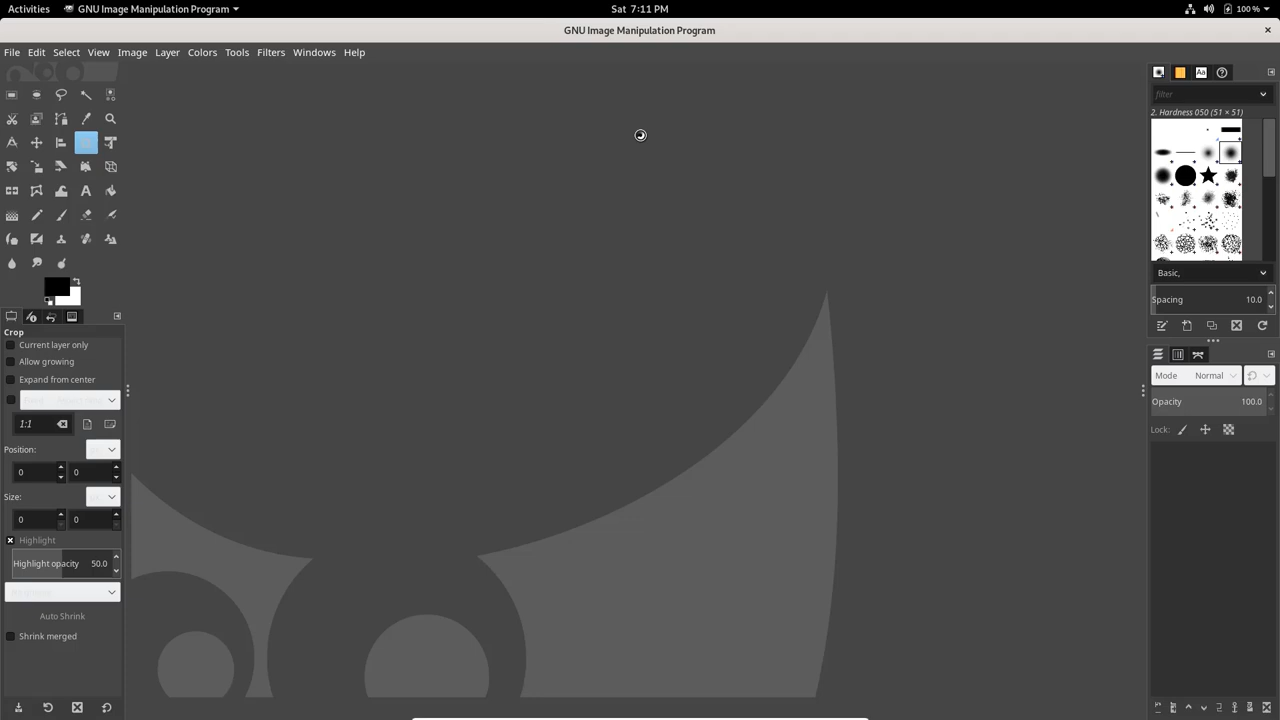 Activities GNU Image Manipulation Program Sat 7:11 PM 100 %
GNU Image Manipulation Program
File Edit Select View Image Layer Colors Tools Filters Windows Help
Aa
filter
2. Hardness 050 (51 × 51)
Basic,
Spacing 10.0
Crop
Current layer only
Allow growing
Expand from center
1:1
Position:
0 0
Size:
0 0
Highlight
Highlight opacity 50.0
Auto Shrink
Shrink merged
Mode Normal
Opacity 100.0
Lock: